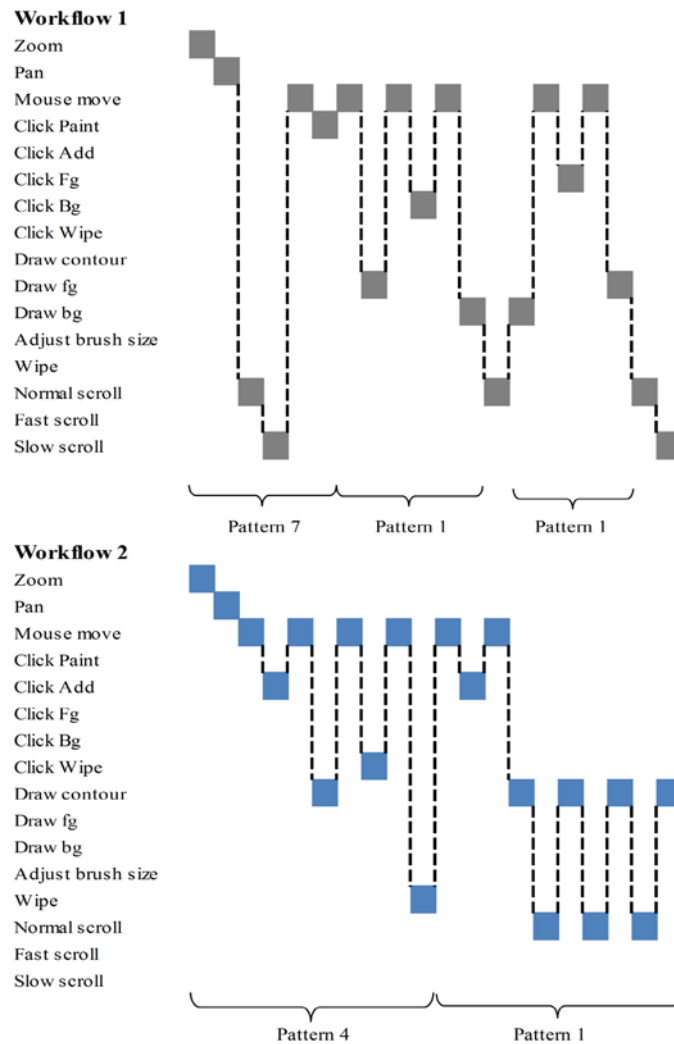 Workflow 1
Zoom
Pan
Mouse move
Click Paint
Click Add
Click Fg
Click Bg
Click Wipe
Draw contour
Draw fg
Draw bg
Adjust brush size
Wipe
Normal scroll
Fast scroll
Slow scroll
Pattern 7 Pattern 1 Pattern 1
Workflow 2
Zoom
Pan
Mouse move
Click Paint
Click Add
Click Fg
Click Bg
Click Wipe
Draw contour
Draw fg
Draw bg
Adjust brush size
Wipe
Normal scroll
Fast scroll
Slow scroll
Pattern 4 Pattern 1